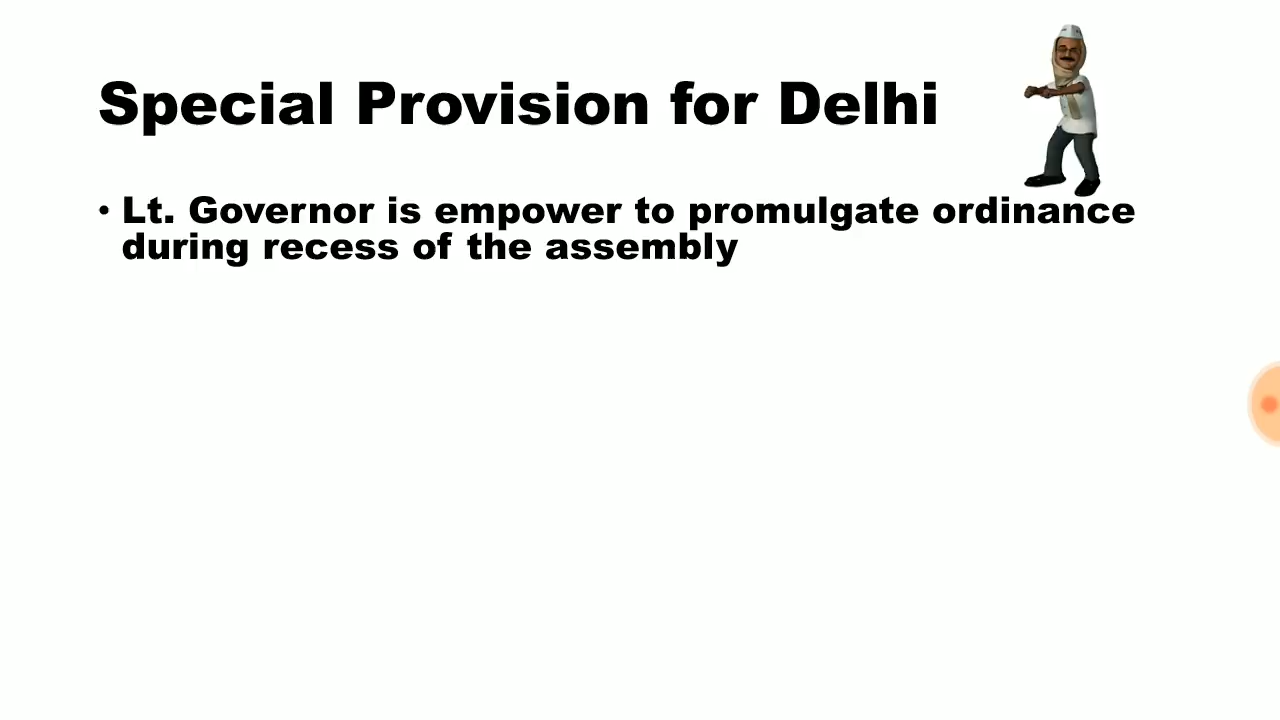 Special Provision for Delhi
• Lt. Governor is empower to promulgate ordinance
during recess of the assembly